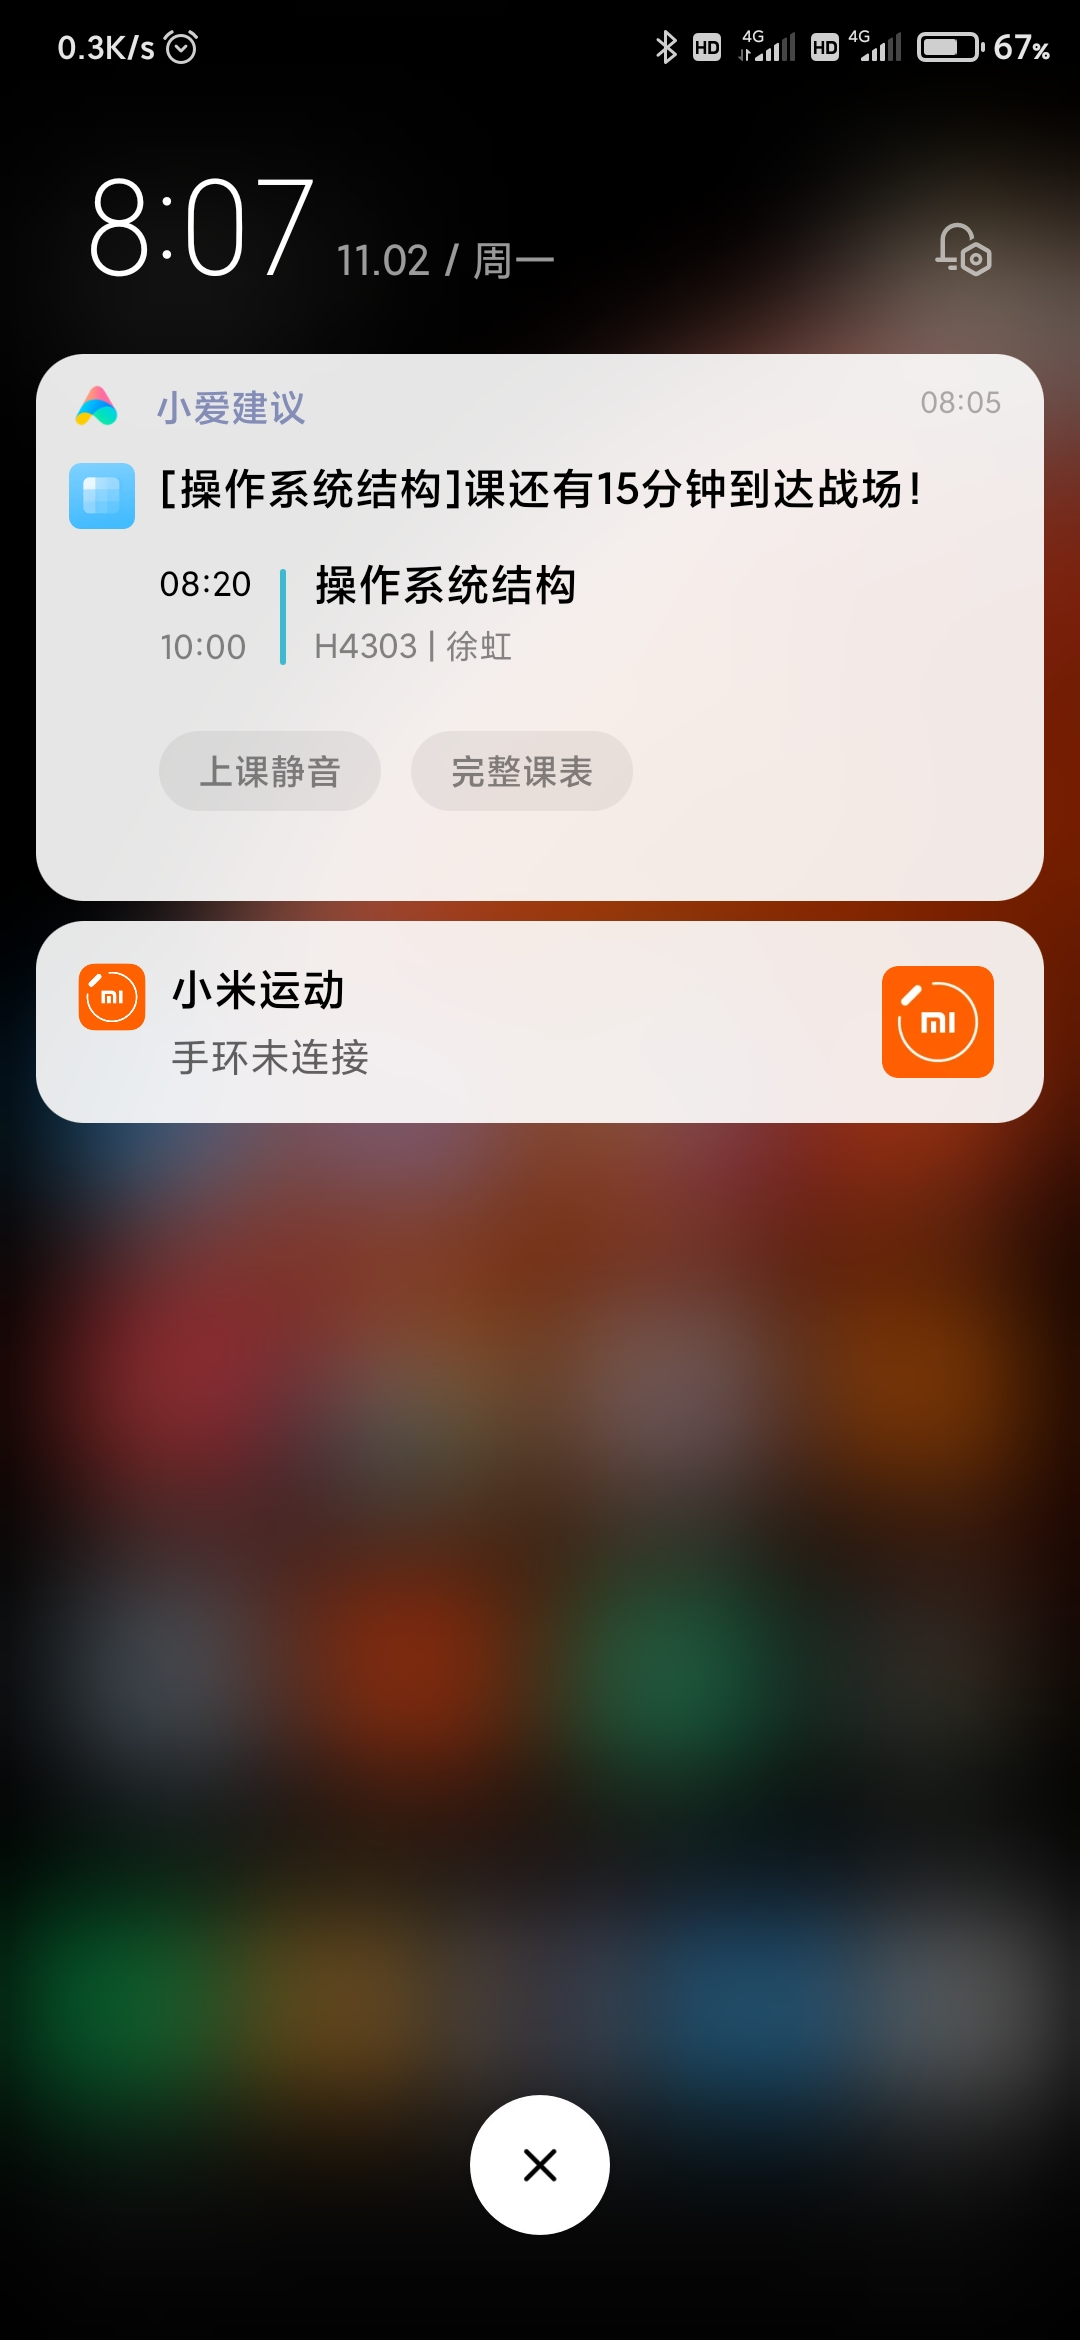 0.3K/s HD 4G HD 4G 67%
8:07 11.02 / 周一
小爱建议 08:05
[操作系统结构]课还有15分钟到达战场!
08:20 操作系统结构
10:00 H4303 | 徐虹
上课静音 完整课表
小米运动
手环未连接